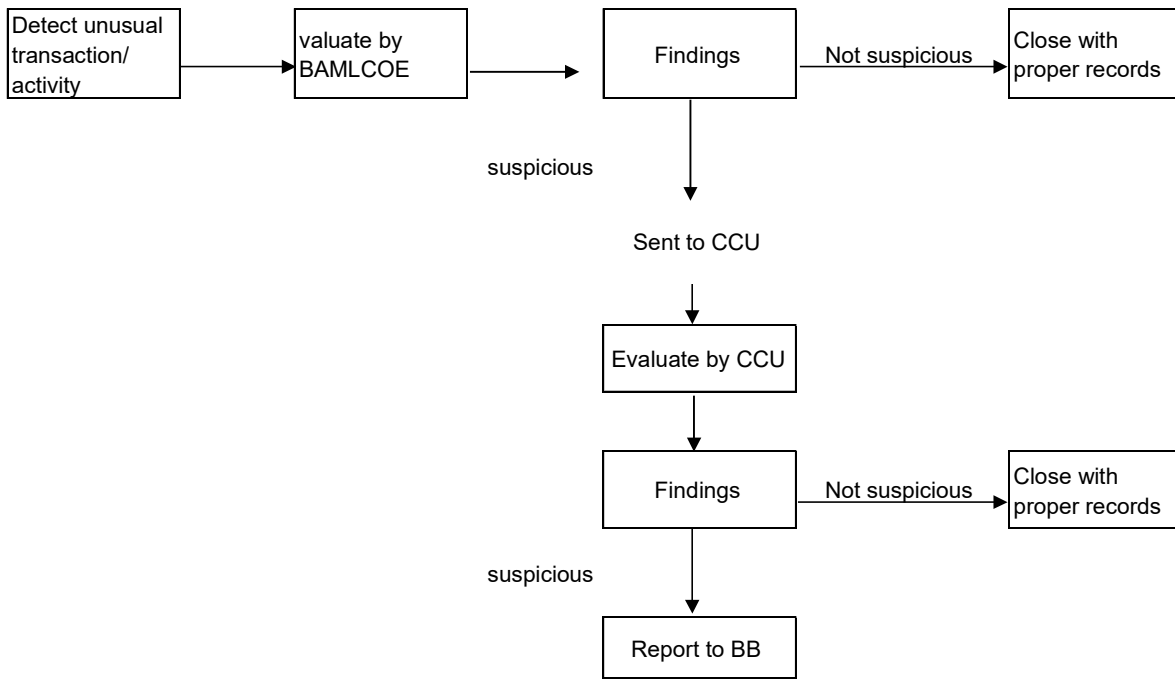 Detect unusual
transaction/
activity
valuate by
BAMLCOE
Findings
Not suspicious
Close with
proper records
suspicious
Sent to CCU
Evaluate by CCU
Findings
Not suspicious
Close with
proper records
suspicious
Report to BB